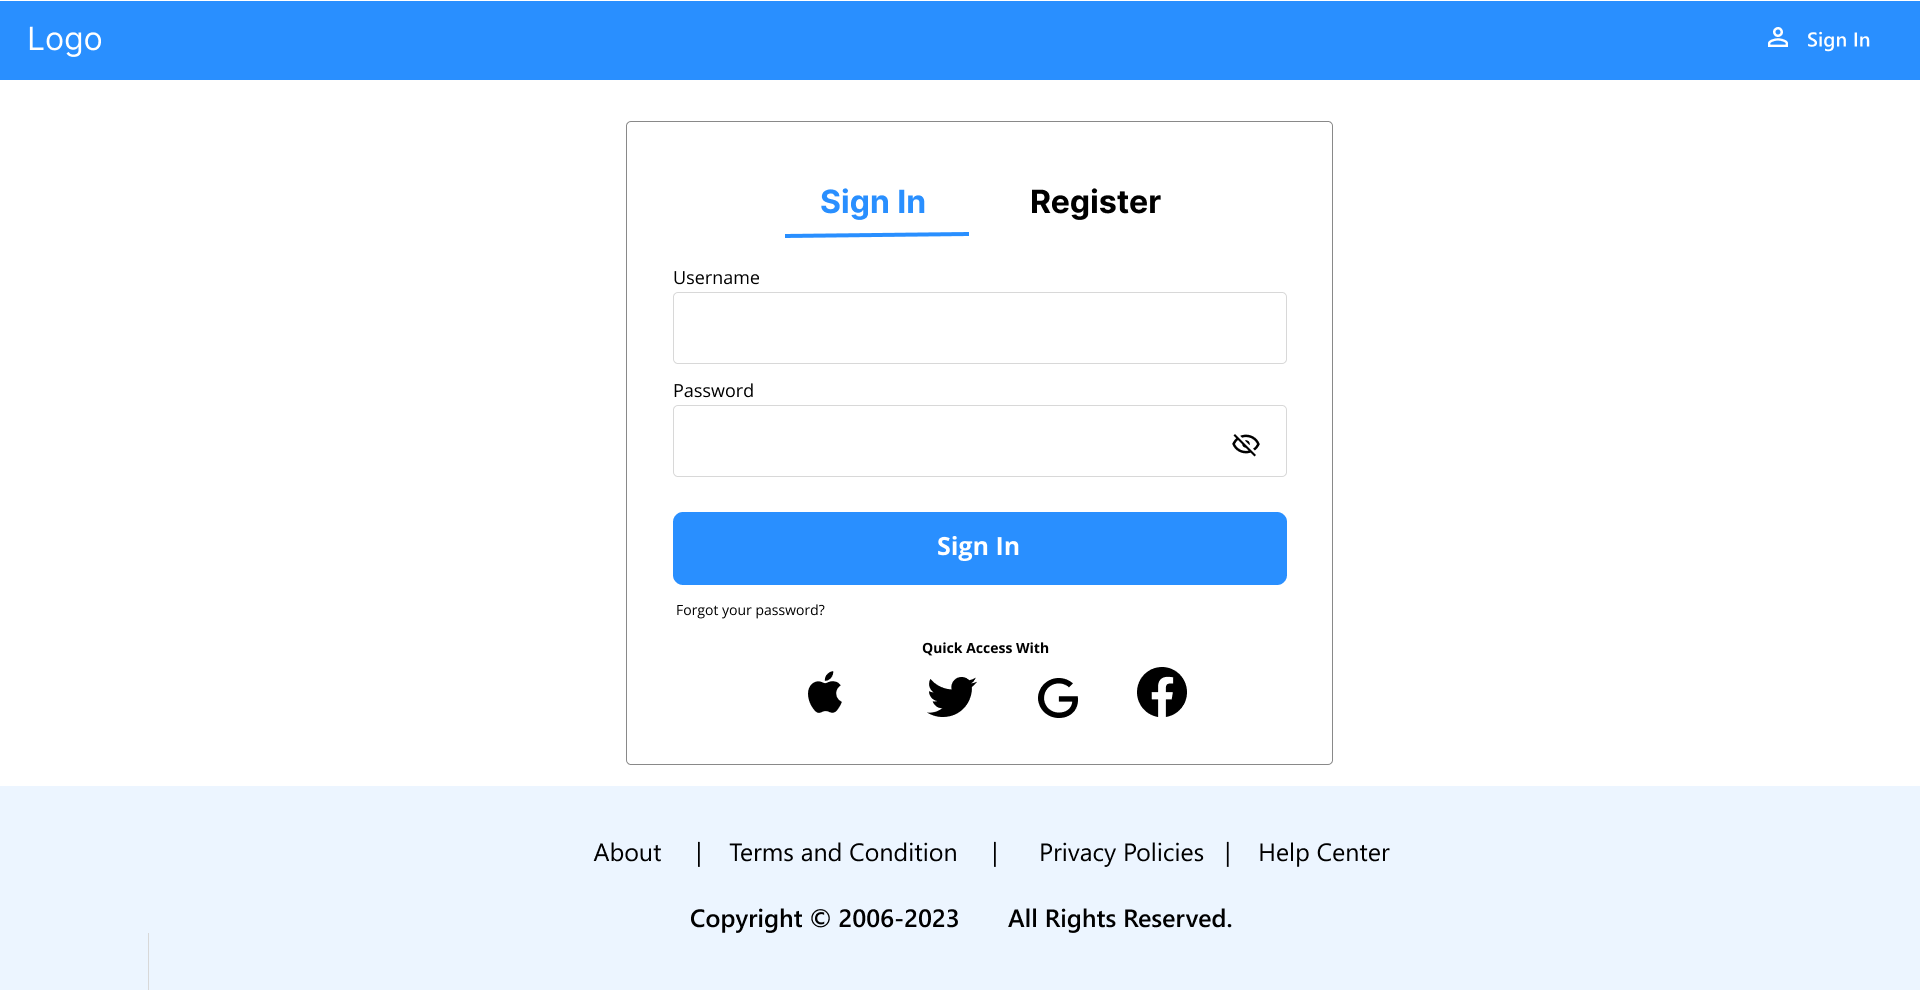 Logo
Sign In
Sign In Register
Username
Password
Sign In
Forgot your password?
Quick Access With
About | Terms and Condition | Privacy Policies | Help Center
Copyright © 2006-2023 All Rights Reserved.